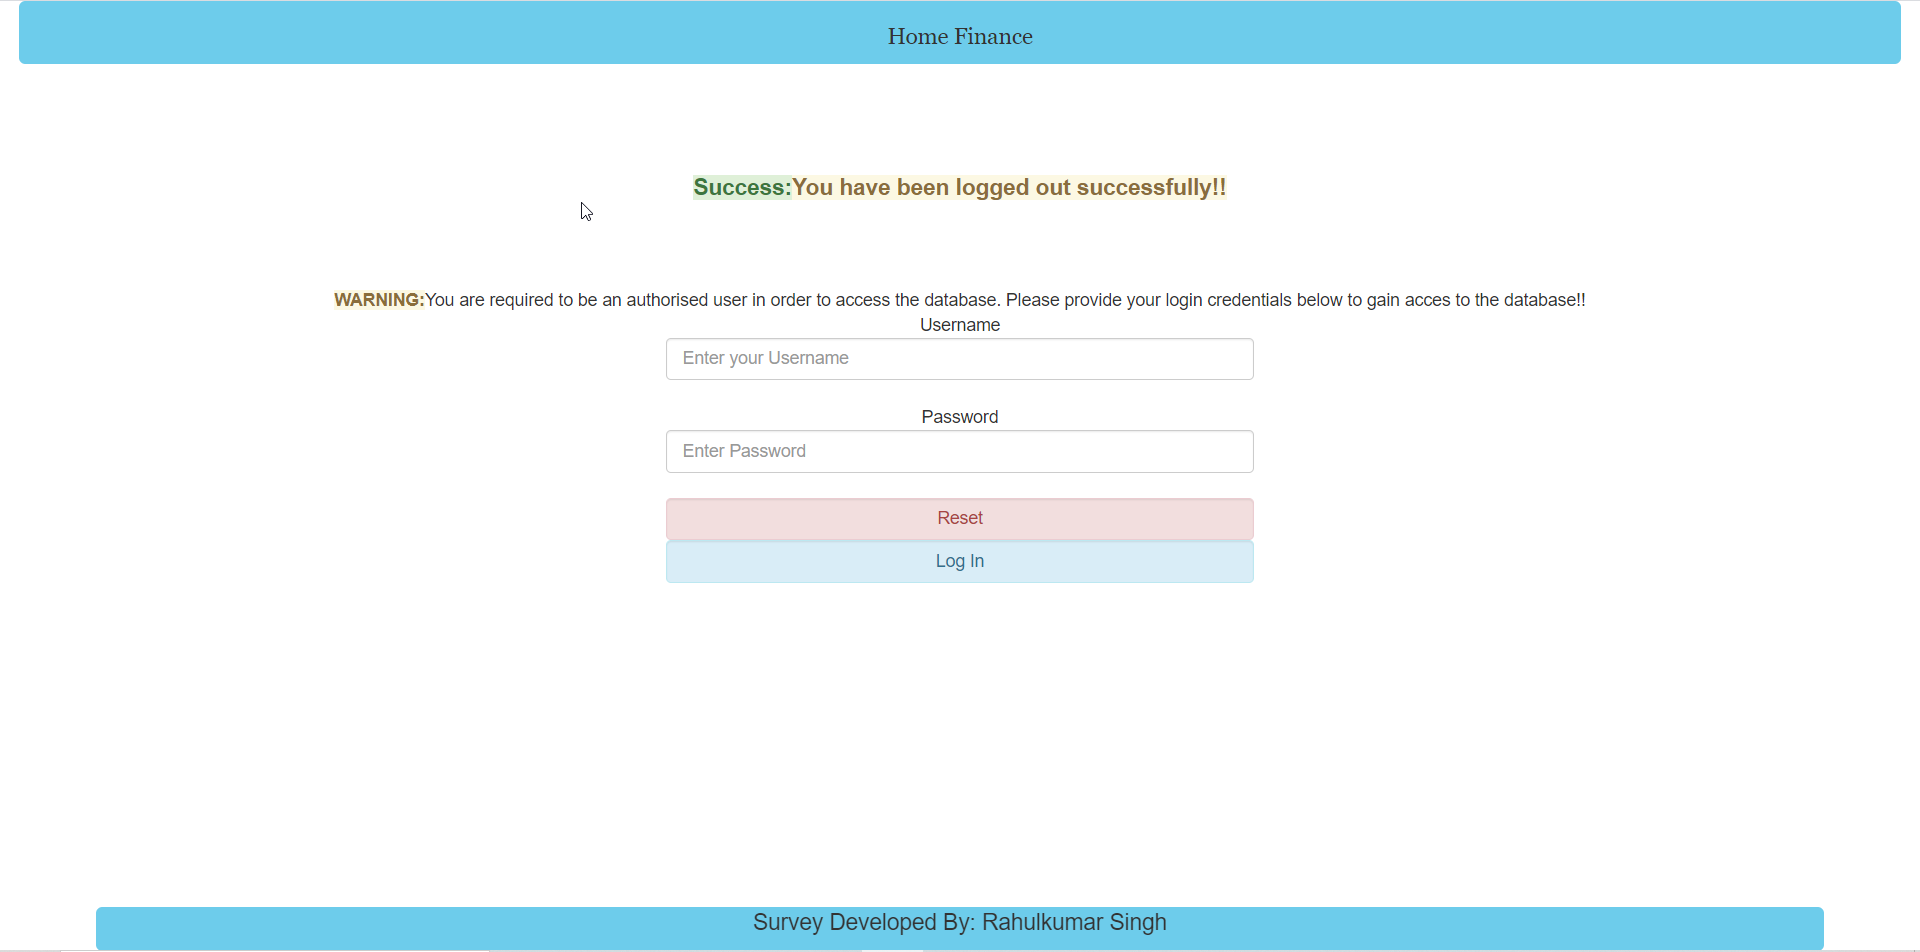 Home Finance
Success:You have been logged out successfully!!
WARNING:You are required to be an authorised user in order to access the database. Please provide your login credentials below to gain acces to the database!!
Username
Enter your Username
Password
Enter Password
Reset
Log In
Survey Developed By: Rahulkumar Singh